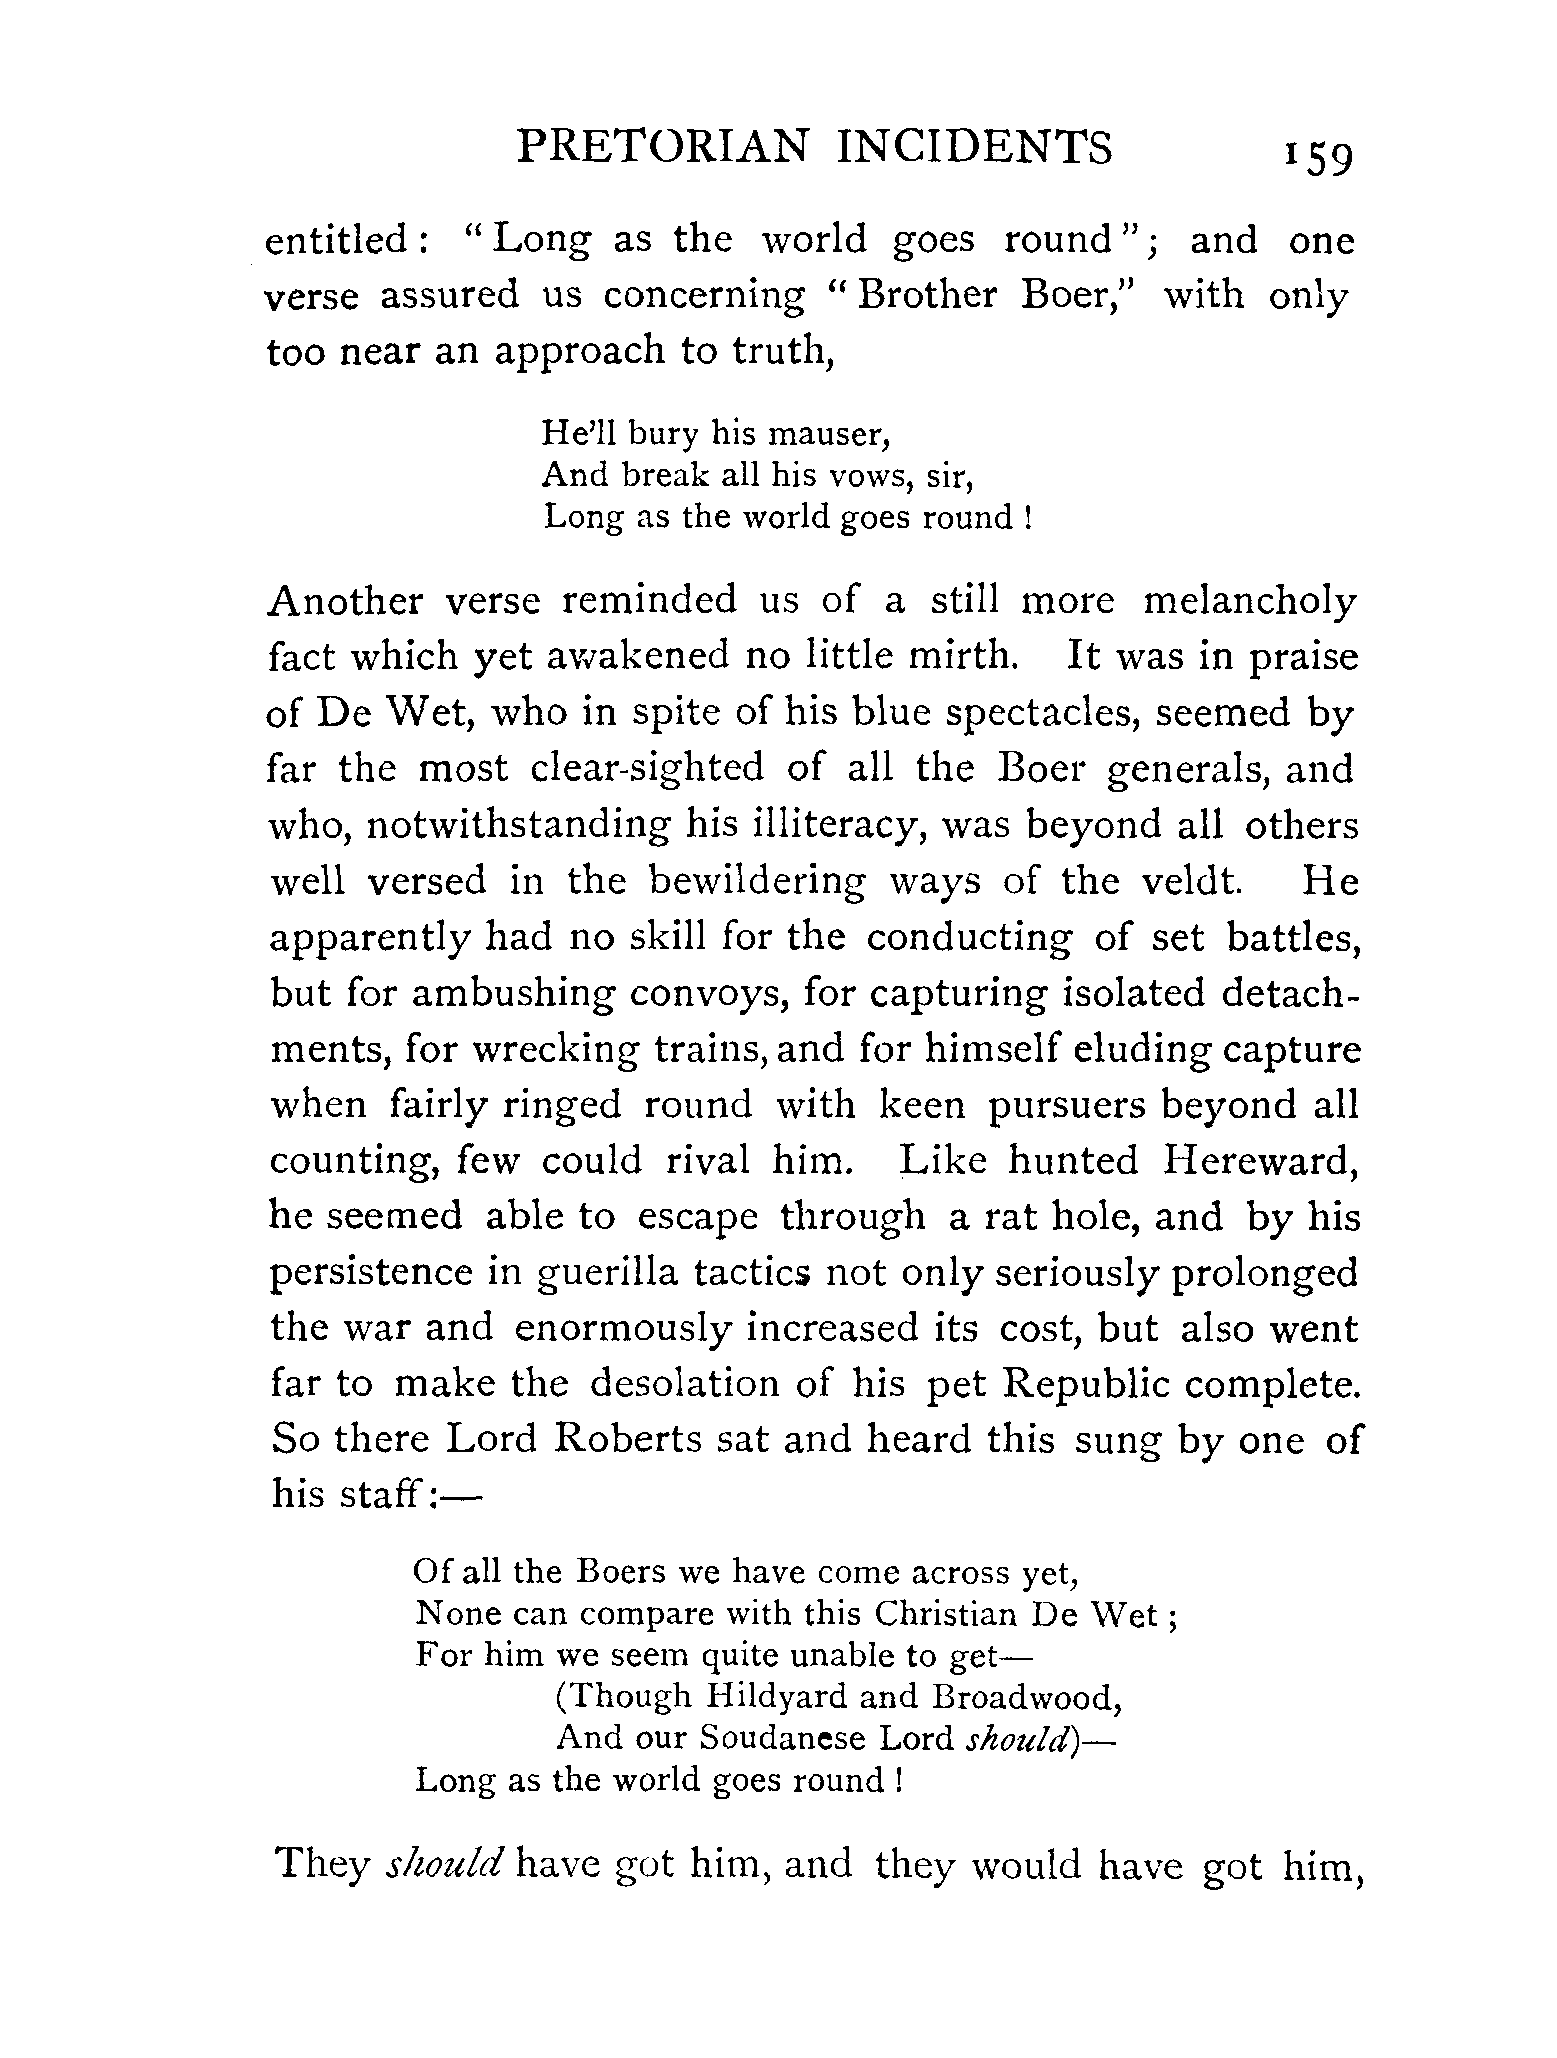 PRETORIAN INCIDENTS 159
entitled : “ Long as the world goes round ” ; and one
verse assured us concerning “ Brother Boer,” with only
too near an approach to truth,
He’ll bury his mauser,
And break all his vows, sir,
Long as the world goes round !
Another verse reminded us of a still more melancholy
fact which yet awakened no little mirth. It was in praise
of De Wet, who in spite of his blue spectacles, seemed by
far the most clear-sighted of all the Boer generals, and
who, notwithstanding his illiteracy, was beyond all others
well versed in the bewildering ways of the veldt. He
apparently had no skill for the conducting of set battles,
but for ambushing convoys, for capturing isolated detach-
ments, for wrecking trains, and for himself eluding capture
when fairly ringed round with keen pursuers beyond all
counting, few could rival him. Like hunted Hereward,
he seemed able to escape through a rat hole, and by his
persistence in guerilla tactics not only seriously prolonged
the war and enormously increased its cost, but also went
far to make the desolation of his pet Republic complete.
So there Lord Roberts sat and heard this sung by one of
his staff :—
Of all the Boers we have come across yet,
None can compare with this Christian De Wet ;
For him we seem quite unable to get—
(Though Hildyard and Broadwood,
And our Soudanese Lord should)—
Long as the world goes round !
They should have got him, and they would have got him,